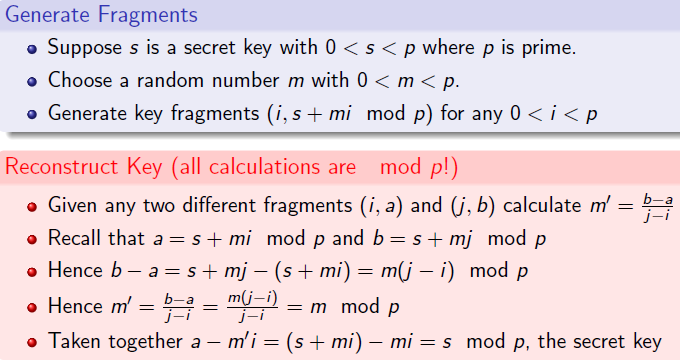 Generate Fragments
Suppose s is a secret key with 0 < s < p where p is prime.
Choose a random number m with 0 < m < p.
Generate key fragments (i, s + mi mod p) for any 0 < i < p
Reconstruct Key (all calculations are mod p!)
Given any two different fragments (i, a) and (j, b) calculate m′ = \frac{b−a}{j−i}
Recall that a = s + mi mod p and b = s + mj mod p
Hence b − a = s + mj − (s + mi) = m(j − i) mod p
Hence m′ = \frac{b−a}{j−i} = \frac{m(j−i)}{j−i} = m mod p
Taken together a − m′i = (s + mi) − mi = s mod p, the secret key